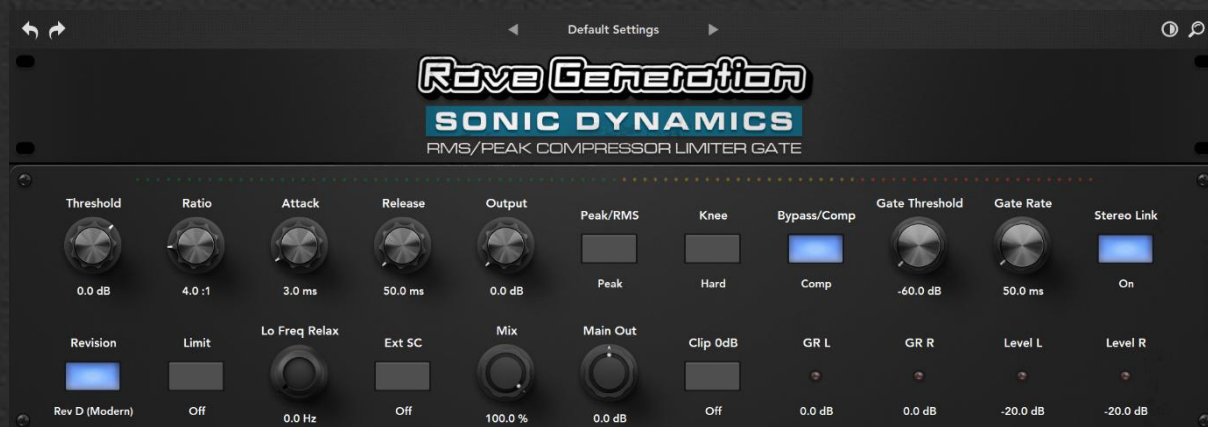 Default Settings
Rave Generation
SONIC DYNAMICS
RMS/PEAK COMPRESSOR LIMITER GATE
Threshold Ratio Attack Release Output Peak/RMS Knee Bypass/Comp Gate Threshold Gate Rate Stereo Link
0.0 dB 4.0 :1 3.0 ms 50.0 ms 0.0 dB Peak Hard Comp -60.0 dB 50.0 ms On
Revision Limit Lo Freq Relax Ext SC Mix Main Out Clip 0dB GR L GR R Level L Level R
Rev D (Modern) Off 0.0 Hz Off 100.0 % 0.0 dB Off 0.0 dB 0.0 dB -20.0 dB -20.0 dB